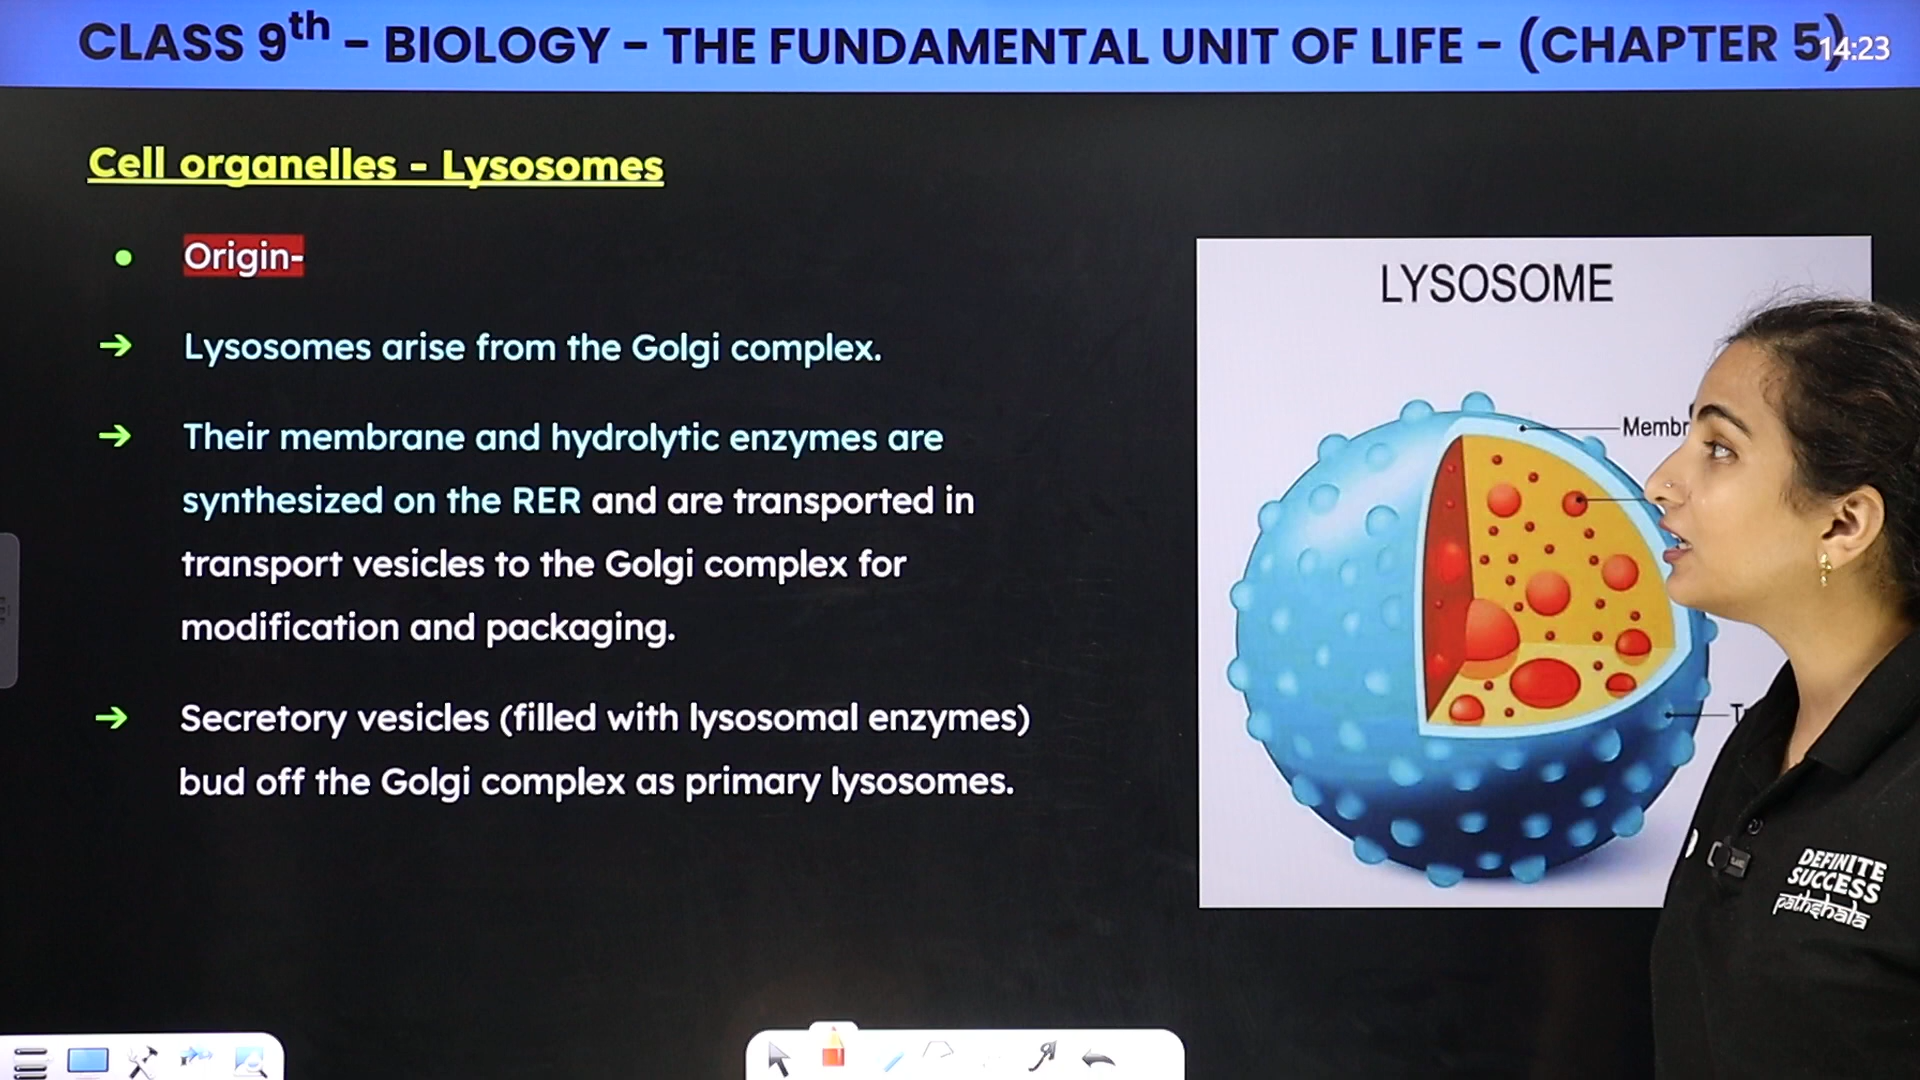 CLASS 9th - BIOLOGY - THE FUNDAMENTAL UNIT OF LIFE - (CHAPTER 5)
14:23
Cell organelles - Lysosomes
Origin-
Lysosomes arise from the Golgi complex.
Their membrane and hydrolytic enzymes are
synthesized on the RER and are transported in
transport vesicles to the Golgi complex for
modification and packaging.
Secretory vesicles (filled with lysosomal enzymes)
bud off the Golgi complex as primary lysosomes.
LYSOSOME
DEFINITE
SUCCESS
pathshala